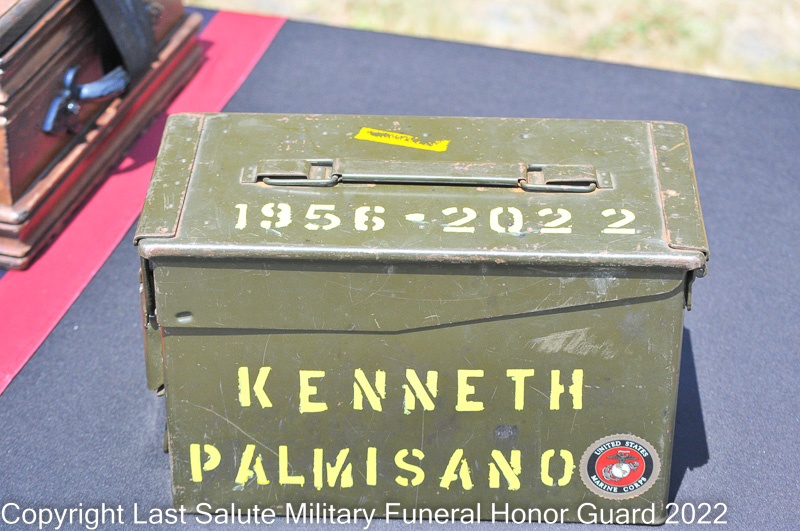 1956-2022
KENNETH
PALMISANO
UNITED STATES
MARINE CORPS
Copyright Last Salute Military Funeral Honor Guard 2022